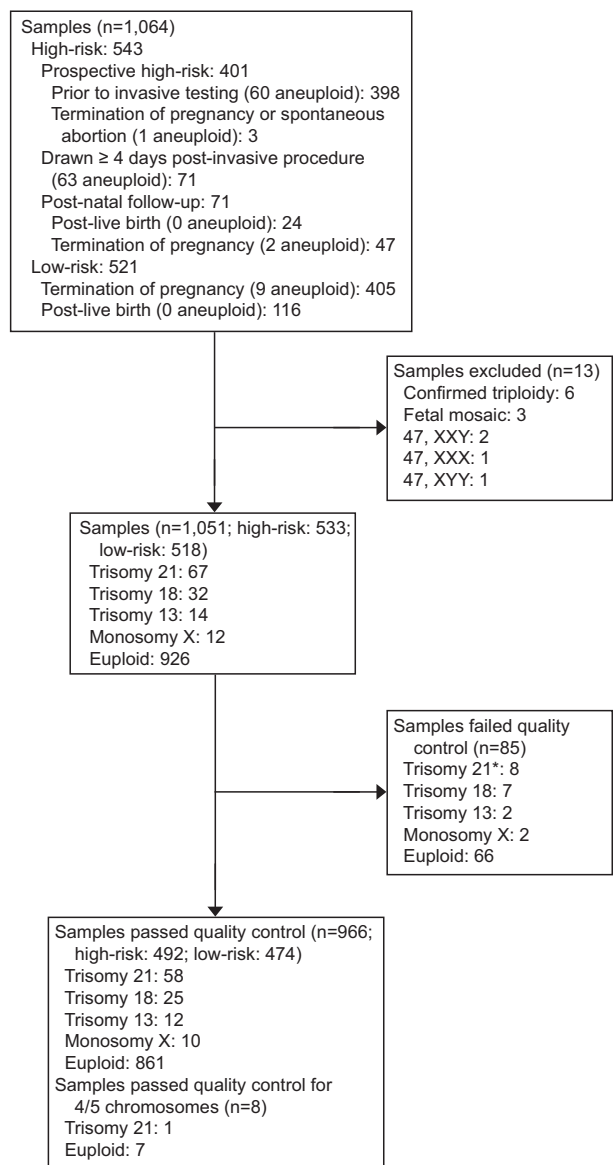 Samples (n=1,064)
High-risk: 543
Prospective high-risk: 401
Prior to invasive testing (60 aneuploid): 398
Termination of pregnancy or spontaneous
abortion (1 aneuploid): 3
Drawn ≥ 4 days post-invasive procedure
(63 aneuploid): 71
Post-natal follow-up: 71
Post-live birth (0 aneuploid): 24
Termination of pregnancy (2 aneuploid): 47
Low-risk: 521
Termination of pregnancy (9 aneuploid): 405
Post-live birth (0 aneuploid): 116
Samples excluded (n=13)
Confirmed triploidy: 6
Fetal mosaic: 3
47, XXY: 2
47, XXX: 1
47, XYY: 1
Samples (n=1,051; high-risk: 533;
low-risk: 518)
Trisomy 21: 67
Trisomy 18: 32
Trisomy 13: 14
Monosomy X: 12
Euploid: 926
Samples failed quality
control (n=85)
Trisomy 21*: 8
Trisomy 18: 7
Trisomy 13: 2
Monosomy X: 2
Euploid: 66
Samples passed quality control (n=966;
high-risk: 492; low-risk: 474)
Trisomy 21: 58
Trisomy 18: 25
Trisomy 13: 12
Monosomy X: 10
Euploid: 861
Samples passed quality control for
4/5 chromosomes (n=8)
Trisomy 21: 1
Euploid: 7